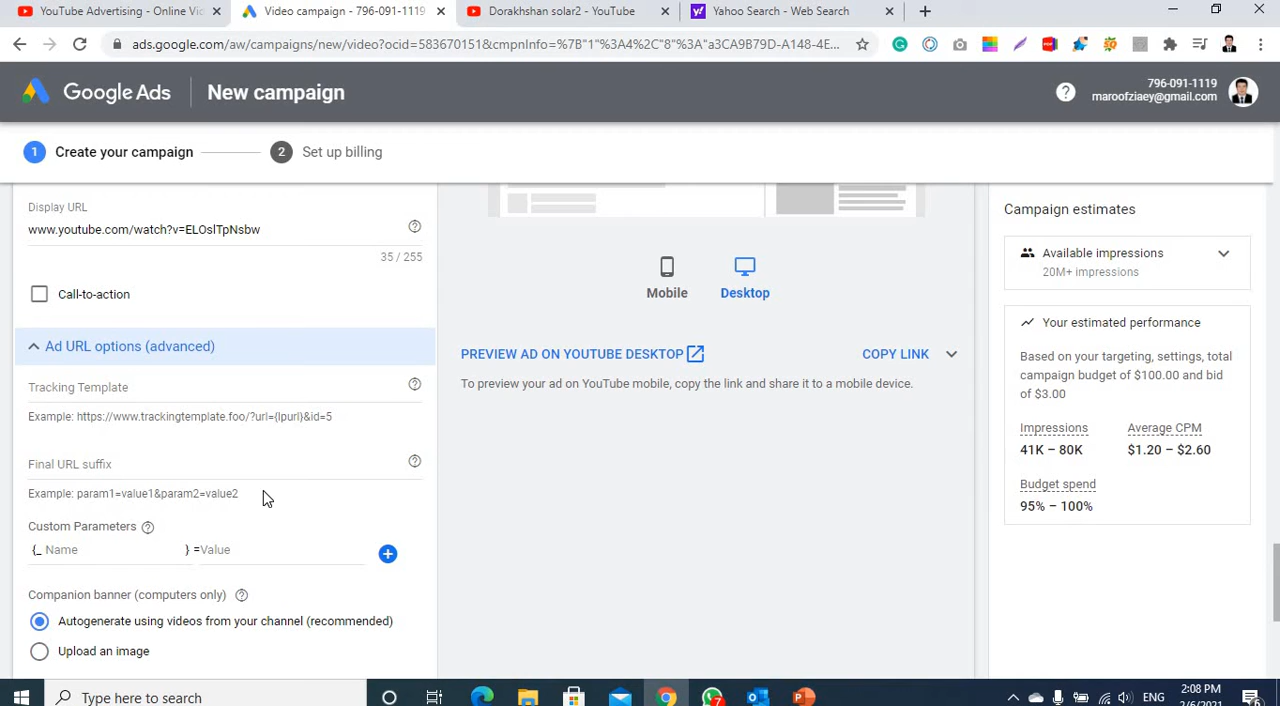 YouTube Advertising - Online Vic
Video campaign - 796-091-1119
Dorakhshan solar2 - YouTube
Yahoo Search - Web Search
ads.google.com/aw/campaigns/new/video?ocid=583670151&cmpnInfo=%7B"1"%3A4%2C"8"%3A"a3CA9B79D-A148-4E...
Google Ads
New campaign
796-091-1119
maroofziaey@gmail.com
1 Create your campaign
2 Set up billing
Display URL
www.youtube.com/watch?v=ELOslTpNsbw
35 / 255
Call-to-action
Ad URL options (advanced)
Tracking Template
Example: https://www.trackingtemplate.foo/?url={lpurl}&id=5
Final URL suffix
Example: param1=value1&param2=value2
Custom Parameters
{_ Name } =Value
Companion banner (computers only)
Autogenerate using videos from your channel (recommended)
Upload an image
Mobile
Desktop
PREVIEW AD ON YOUTUBE DESKTOP
COPY LINK
To preview your ad on YouTube mobile, copy the link and share it to a mobile device.
Campaign estimates
Available impressions
20M+ impressions
Your estimated performance
Based on your targeting, settings, total
campaign budget of $100.00 and bid
of $3.00
Impressions
Average CPM
41K – 80K
$1.20 – $2.60
Budget spend
95% – 100%
Type here to search
7
ENG
2:08 PM
2/6/2021